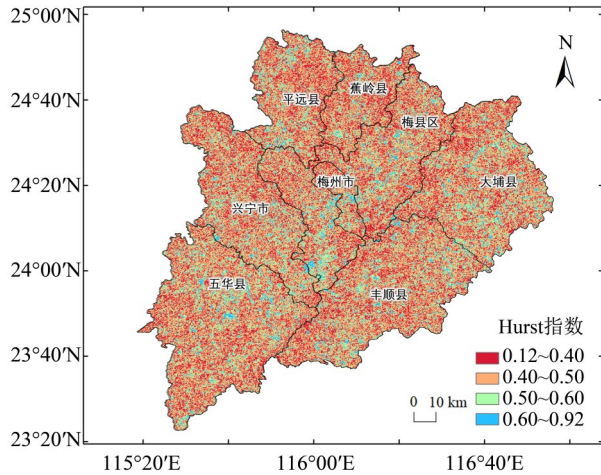 25°00′N
24°40′N
24°20′N
24°00′N
23°40′N
23°20′N
N
平远县
蕉岭县
梅县区
梅州市
大埔县
兴宁市
五华县
丰顺县
Hurst指数
0.12~0.40
0.40~0.50
0.50~0.60
0.60~0.92
0 10 km
115°20′E
116°00′E
116°40′E